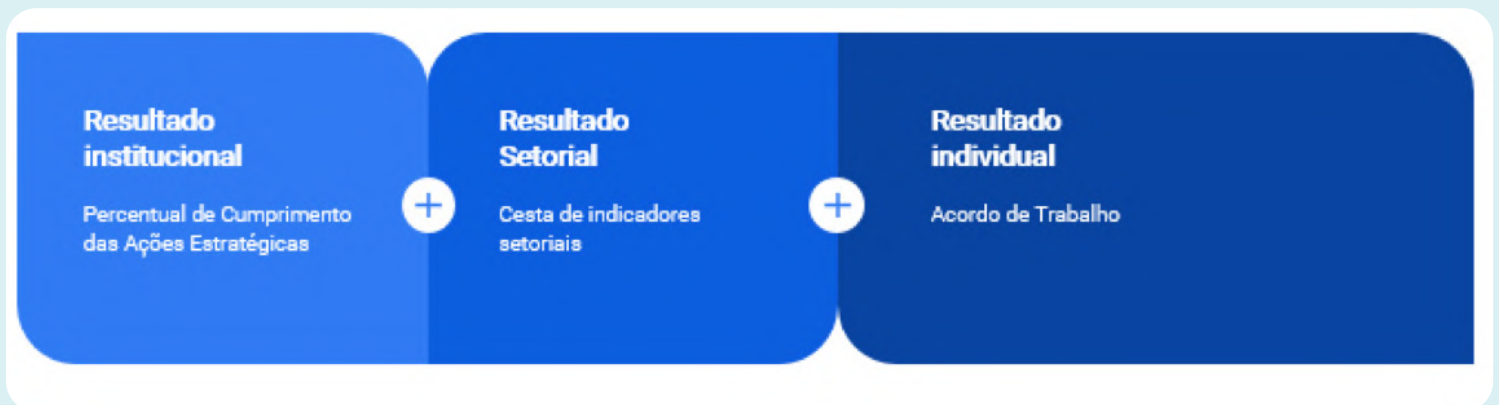 Resultado
institucional
Percentual de Cumprimento
das Ações Estratégicas
+
Resultado
Setorial
Cesta de indicadores
setoriais
+
Resultado
individual
Acordo de Trabalho